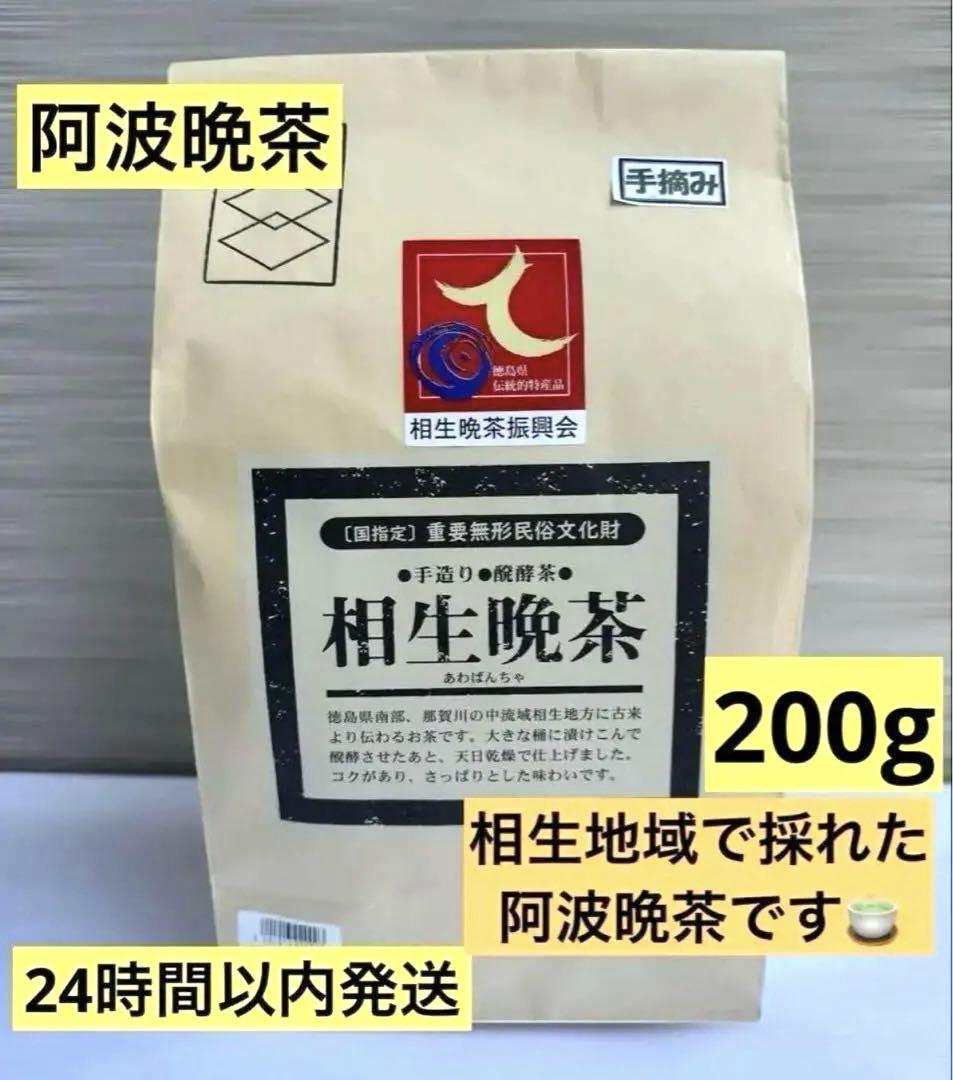 阿波晩茶
手摘み
徳島県
伝統的特産品
相生晩茶振興会
〔国指定〕重要無形民俗文化財
●手造り●醗酵茶●
相生晩茶
あわばんちゃ
徳島県南部、那賀川の中流域相生地方に古来
より伝わるお茶です。大きな桶に漬けこんで
醗酵させたあと、天日乾燥で仕上げました。
コクがあり、さっぱりとした味わいです。
200g
相生地域で採れた
阿波晩茶です🍵
24時間以内発送